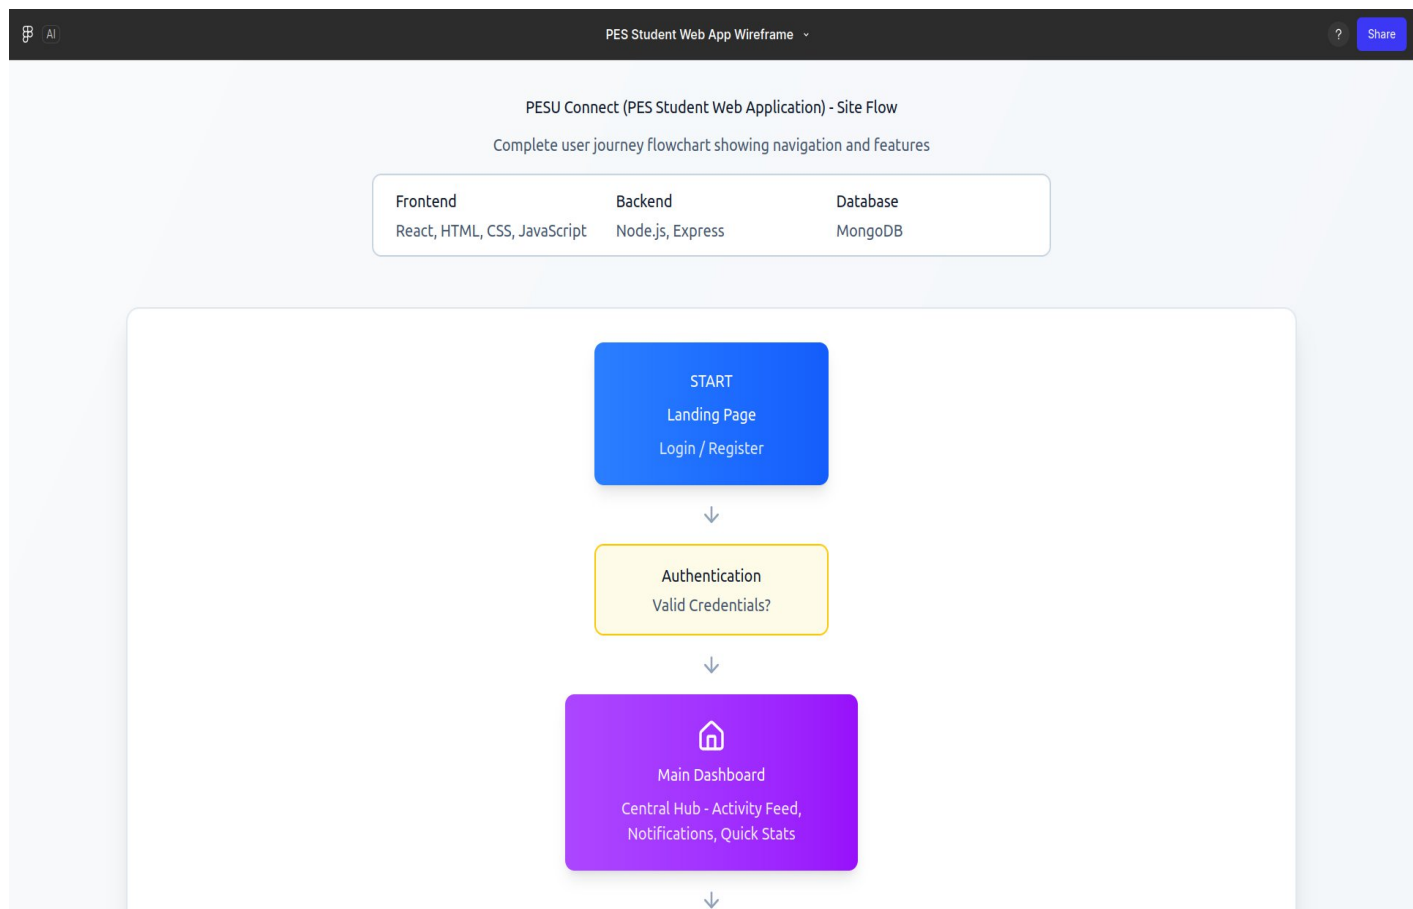 AI
PES Student Web App Wireframe
?
Share
PESU Connect (PES Student Web Application) - Site Flow
Complete user journey flowchart showing navigation and features
Frontend
React, HTML, CSS, JavaScript
Backend
Node.js, Express
Database
MongoDB
START
Landing Page
Login / Register
Authentication
Valid Credentials?
Main Dashboard
Central Hub - Activity Feed,
Notifications, Quick Stats